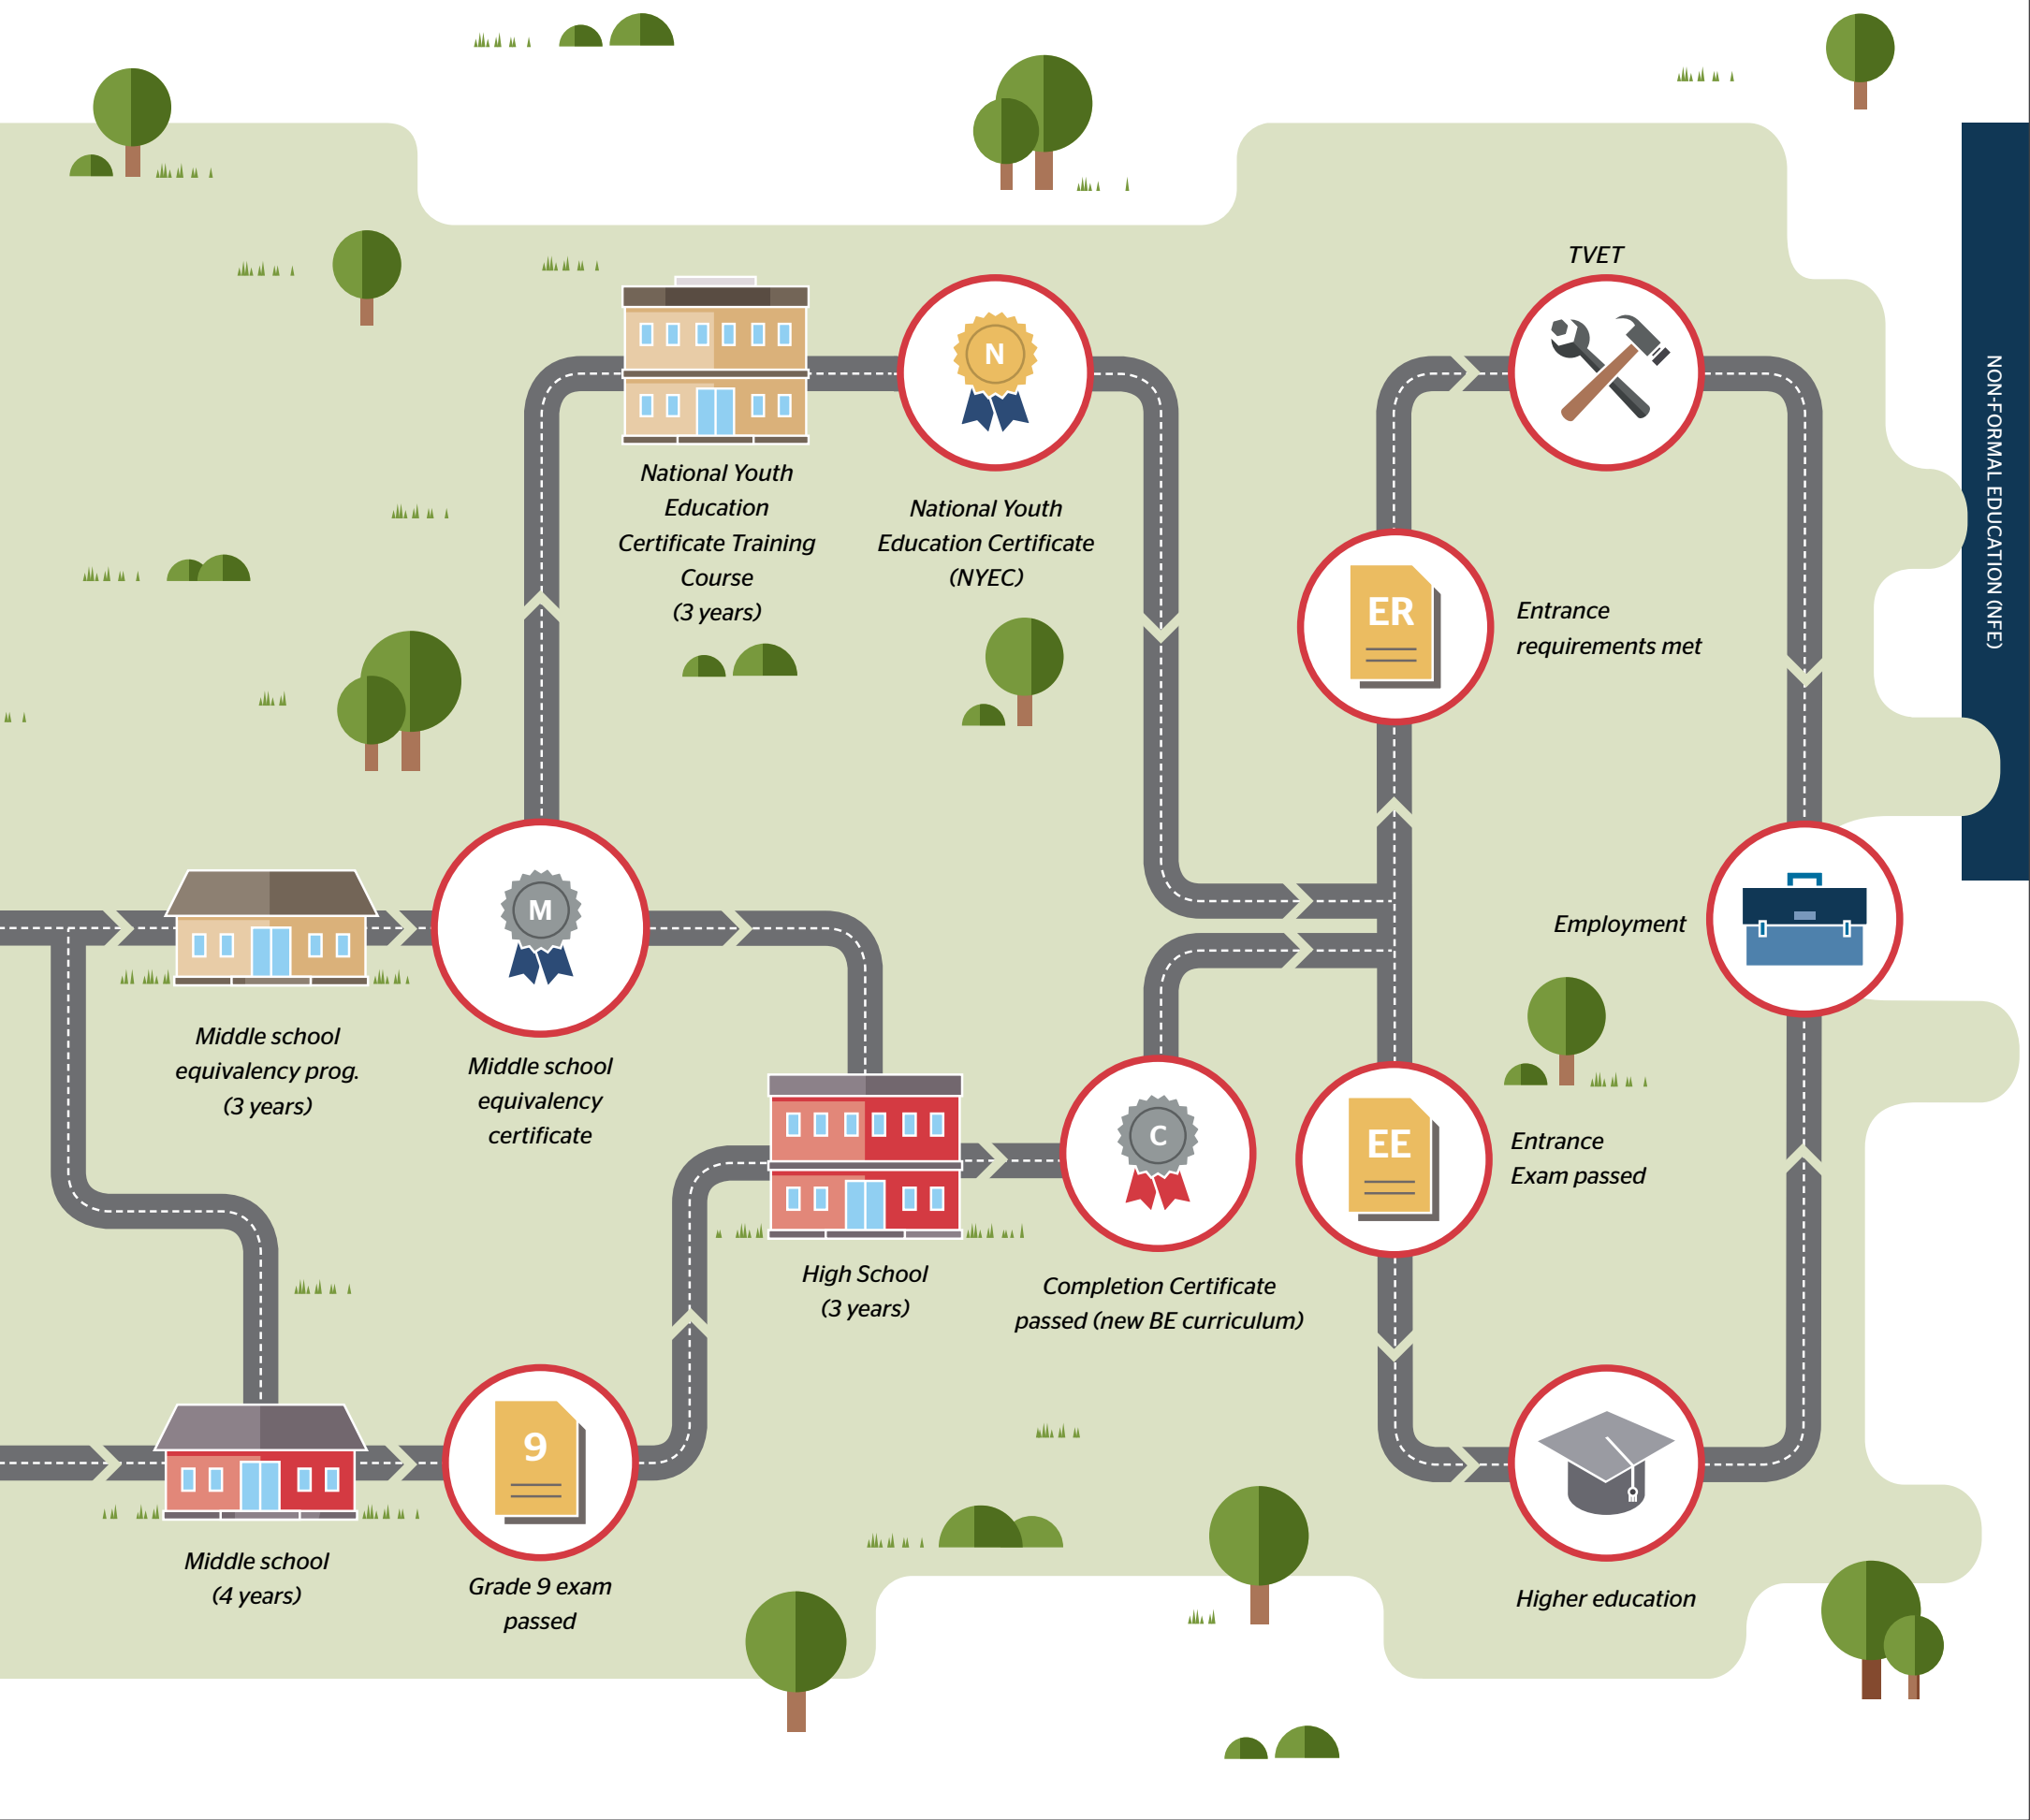 TVET
NON-FORMAL EDUCATION (NFE)
N
National Youth
Education
Certificate Training
Course
(3 years)
National Youth
Education Certificate
(NYEC)
ER
Entrance
requirements met
M
Employment
Middle school
equivalency prog.
(3 years)
Middle school
equivalency
certificate
C
EE
Entrance
Exam passed
High School
(3 years)
Completion Certificate
passed (new BE curriculum)
9
Middle school
(4 years)
Grade 9 exam
passed
Higher education